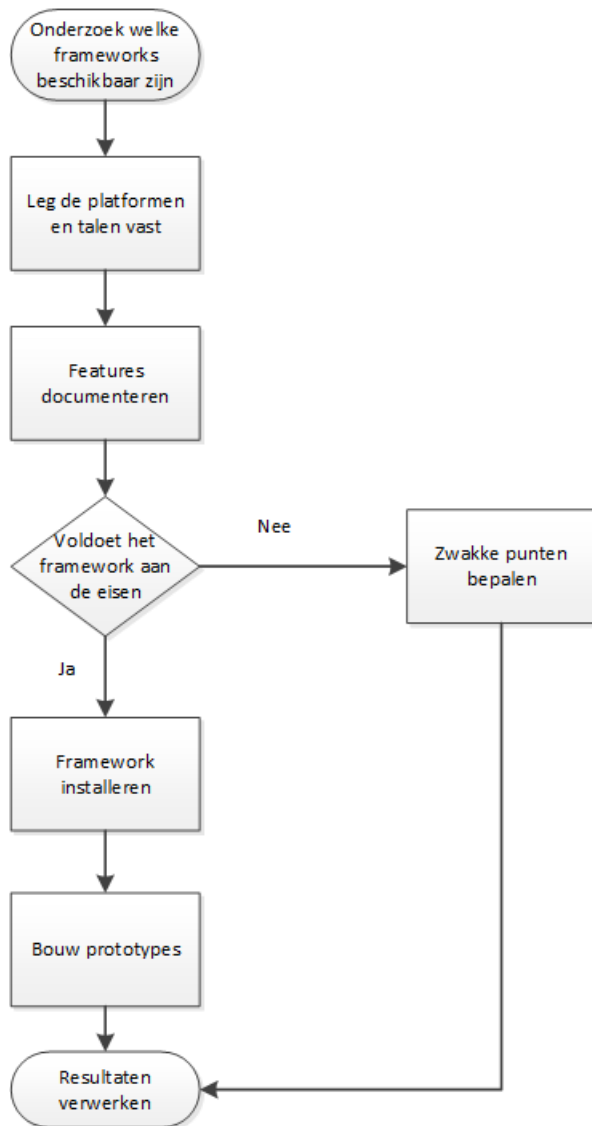 Onderzoek welke
frameworks
beschikbaar zijn
Leg de platformen
en talen vast
Features
documenteren
Voldoet het
framework aan
de eisen
Nee
Zwakke punten
bepalen
Ja
Framework
installeren
Bouw prototypes
Resultaten
verwerken